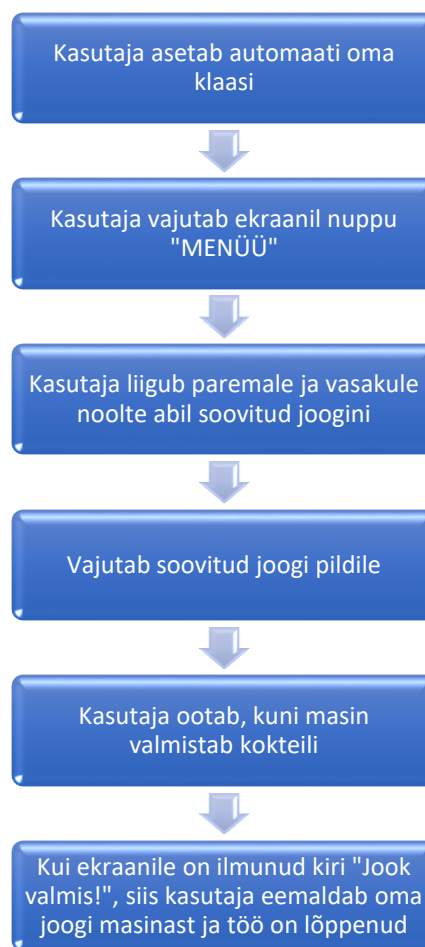 Kasutaja asetab automaati oma
klaasi
Kasutaja vajutab ekraanil nuppu
"MENÜÜ"
Kasutaja liigub paremale ja vasakule
noolte abil soovitud joogini
Vajutab soovitud joogi pildile
Kasutaja ootab, kuni masin
valmistab kokteili
Kui ekraanile on ilmunud kiri "Jook
valmis!", siis kasutaja eemaldab oma
joogi masinast ja töö on lõppenud